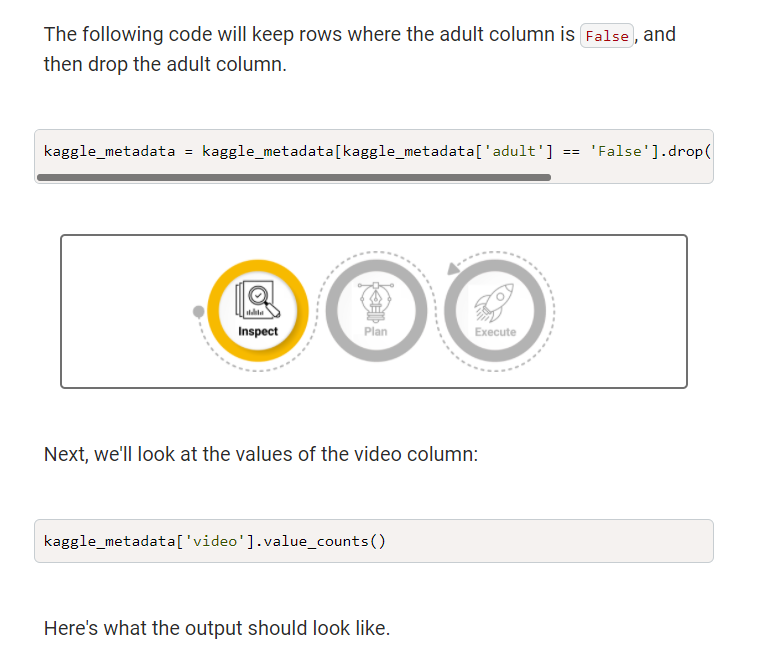 The following code will keep rows where the adult column is False, and
then drop the adult column.
kaggle_metadata = kaggle_metadata[kaggle_metadata['adult'] == 'False'].drop(
Inspect
Plan
Execute
Next, we'll look at the values of the video column:
kaggle_metadata['video'].value_counts()
Here's what the output should look like.